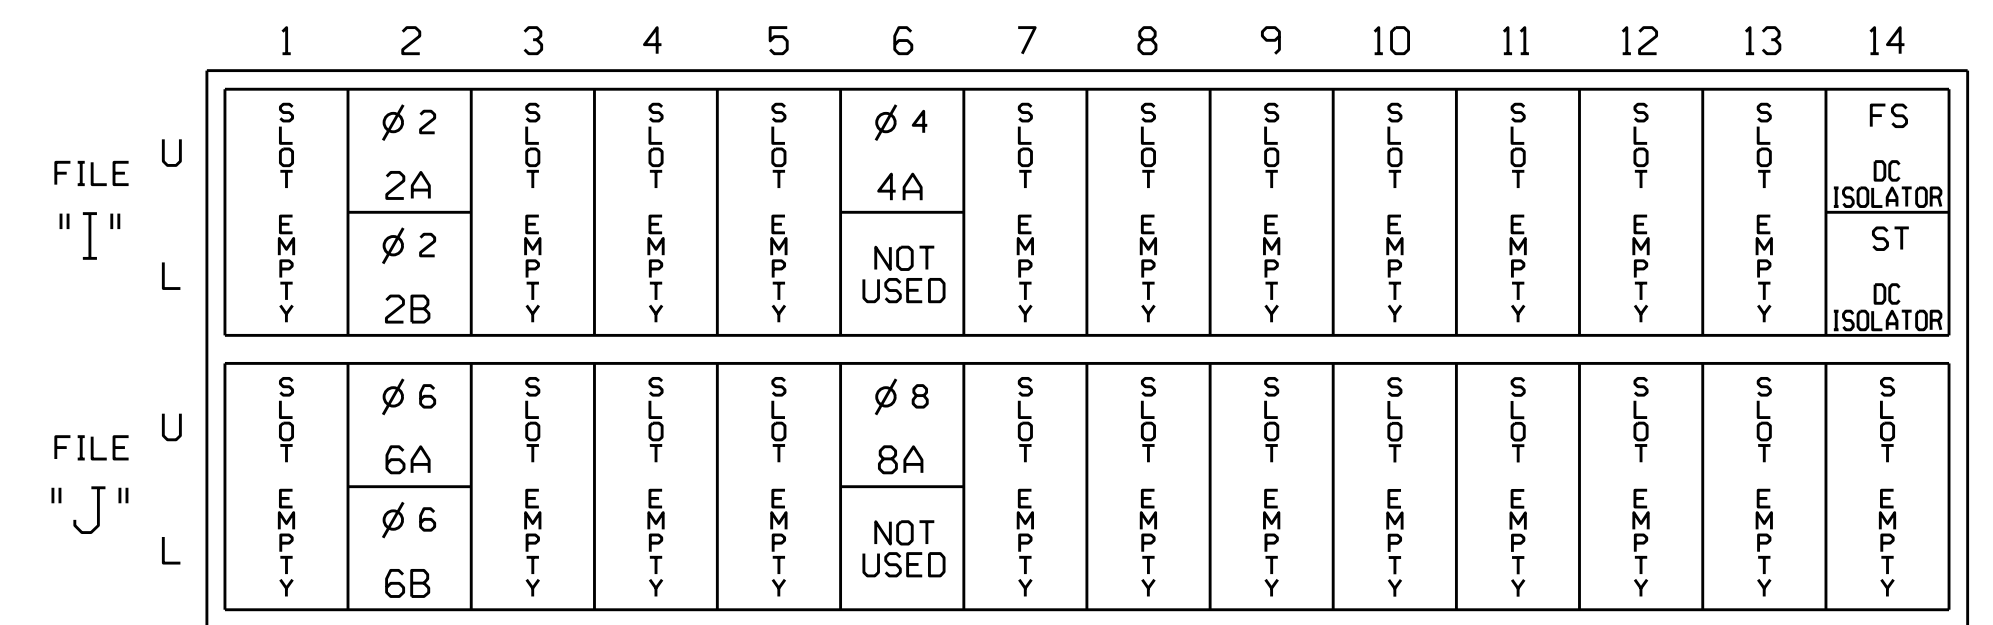 1 2 3 4 5 6 7 8 9 10 11 12 13 14
FILE "I"
U
L
SLOT EMPTY
Ø 2
2A
Ø 2
2B
SLOT EMPTY
SLOT EMPTY
SLOT EMPTY
Ø 4
4A
NOT
USED
SLOT EMPTY
SLOT EMPTY
SLOT EMPTY
SLOT EMPTY
SLOT EMPTY
SLOT EMPTY
SLOT EMPTY
FS
DC
ISOLATOR
ST
DC
ISOLATOR
FILE "J"
U
L
SLOT EMPTY
Ø 6
6A
Ø 6
6B
SLOT EMPTY
SLOT EMPTY
SLOT EMPTY
Ø 8
8A
NOT
USED
SLOT EMPTY
SLOT EMPTY
SLOT EMPTY
SLOT EMPTY
SLOT EMPTY
SLOT EMPTY
SLOT EMPTY
SLOT EMPTY